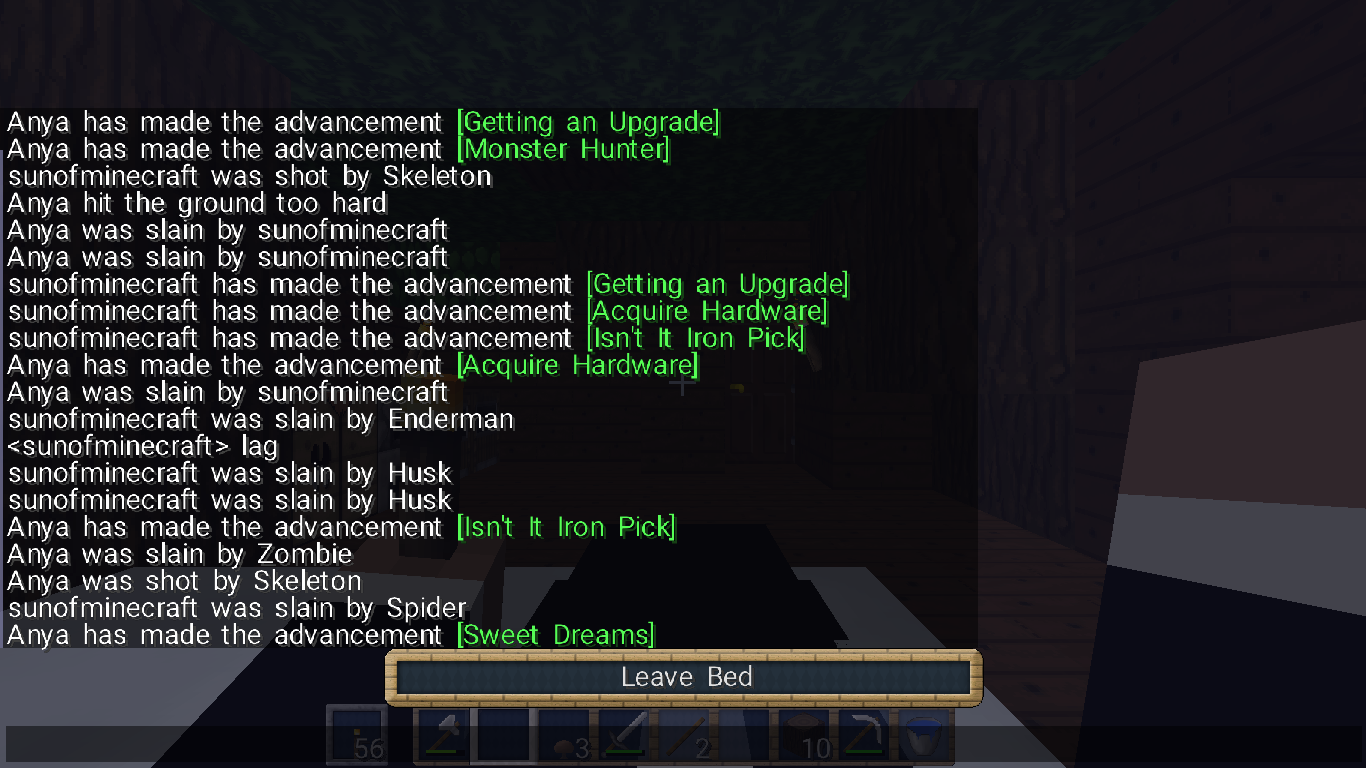 Anya has made the advancement [Getting an Upgrade]
Anya has made the advancement [Monster Hunter]
sunofminecraft was shot by Skeleton
Anya hit the ground too hard
Anya was slain by sunofminecraft
Anya was slain by sunofminecraft
sunofminecraft has made the advancement [Getting an Upgrade]
sunofminecraft has made the advancement [Acquire Hardware]
sunofminecraft has made the advancement [Isn't It Iron Pick]
Anya has made the advancement [Acquire Hardware]
Anya was slain by sunofminecraft
sunofminecraft was slain by Enderman
<sunofminecraft> lag
sunofminecraft was slain by Husk
sunofminecraft was slain by Husk
Anya has made the advancement [Isn't It Iron Pick]
Anya was slain by Zombie
Anya was shot by Skeleton
sunofminecraft was slain by Spider
Anya has made the advancement [Sweet Dreams]
Leave Bed
56 3 2 10